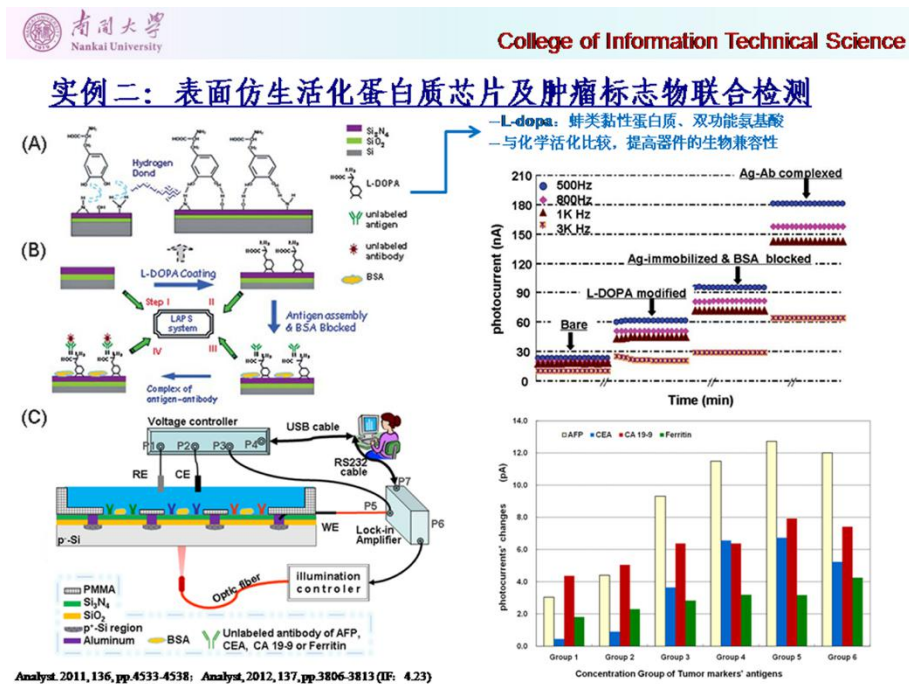 南開大學
Nankai University
College of Information Technical Science
实例二：表面仿生活化蛋白质芯片及肿瘤标志物联合检测
–L-dopa：蚌类黏性蛋白质、双功能氨基酸
–与化学活化比较，提高器件的生物兼容性
(A)
Hydrogen
Dond
Si3N4
SiO2
Si
L-DOPA
unlabeled
antigen
unlabeled
antibody
BSA
(B)
L-DOPA Coating
Step I
II
LAPS
system
IV
III
Antigen assembly
& BSA Blocked
Complex of
antigen-antibody
photocurrent (nA)
210
180
150
120
90
60
30
0
500Hz
800Hz
1K Hz
3K Hz
Ag-Ab complexed
Ag-immobilized & BSA blocked
L-DOPA modified
Bare
Time (min)
(C)
Voltage controller
P1
P2
P3
P4
USB cable
RS232
cable
RE
CE
P7
P5
P6
WE
Lock-in
Amplifier
p-Si
Optic fiber
illumination
controler
PMMA
Si3N4
SiO2
p+-Si region
Aluminum
BSA
Unlabeled antibody of AFP,
CEA, CA 19-9 or Ferritin
photocurrents' changes (pA)
14.0
12.0
10.0
8.0
6.0
4.0
2.0
0.0
AFP
CEA
CA 19-9
Ferritin
Group 1
Group 2
Group 3
Group 4
Group 5
Group 6
Concentration Group of Tumor markers' antigens
Analyst. 2011, 136, pp.4533-4538；Analyst, 2012, 137, pp.3806-3813 (IF：4.23)